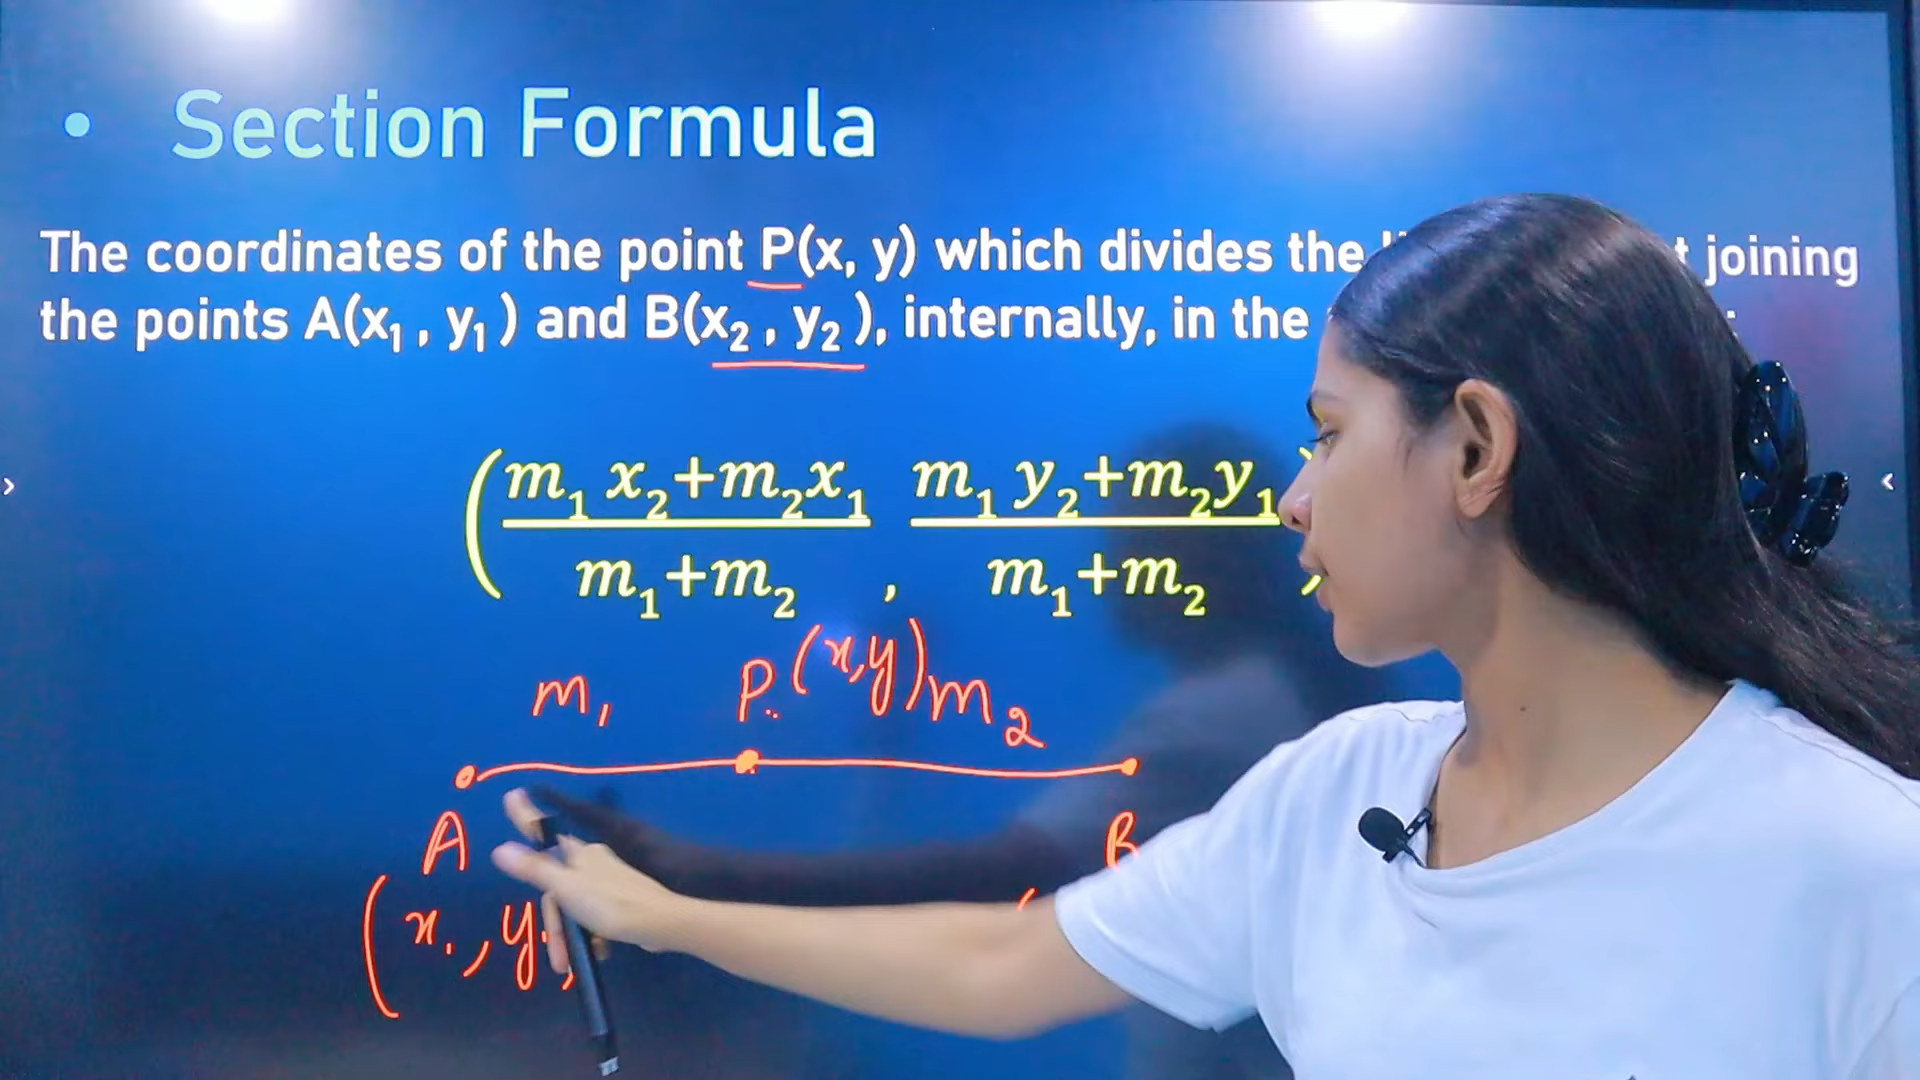 • Section Formula
The coordinates of the point P(x, y) which divides the joining
the points A(x₁ , y₁ ) and B(x₂ , y₂ ), internally, in the
(m₁ x₂+m₂x₁ / m₁+m₂ , m₁ y₂+m₂y₁ / m₁+m₂)
m₁ P (x,y) m₂
A B
(x₁, y₁